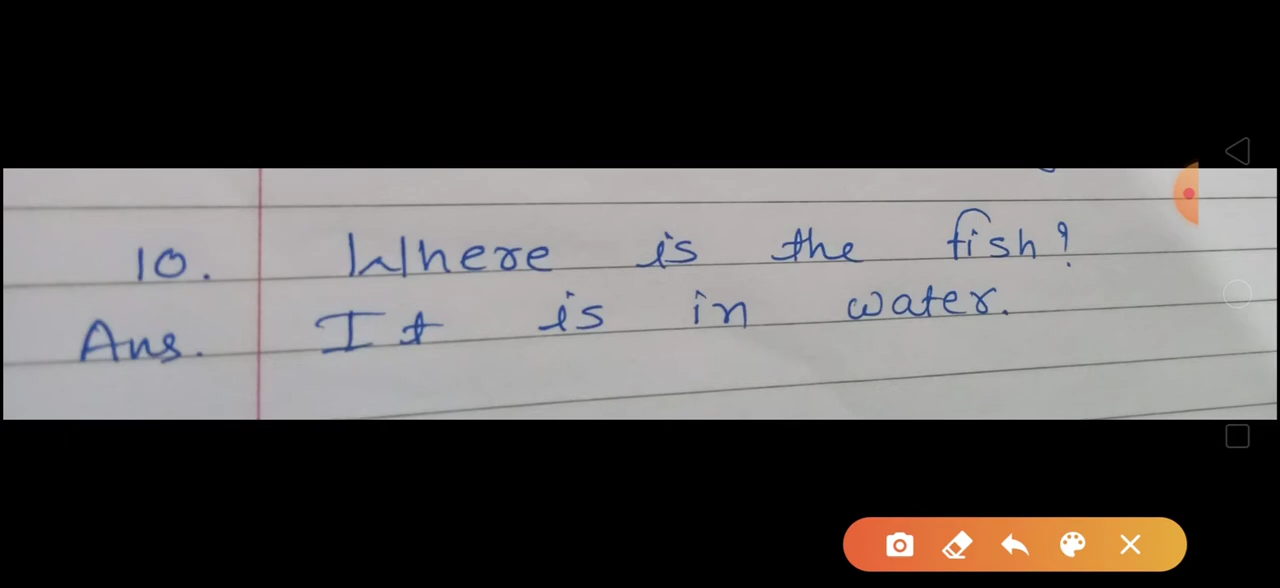 10. Where is the fish?
Ans. It is in water.